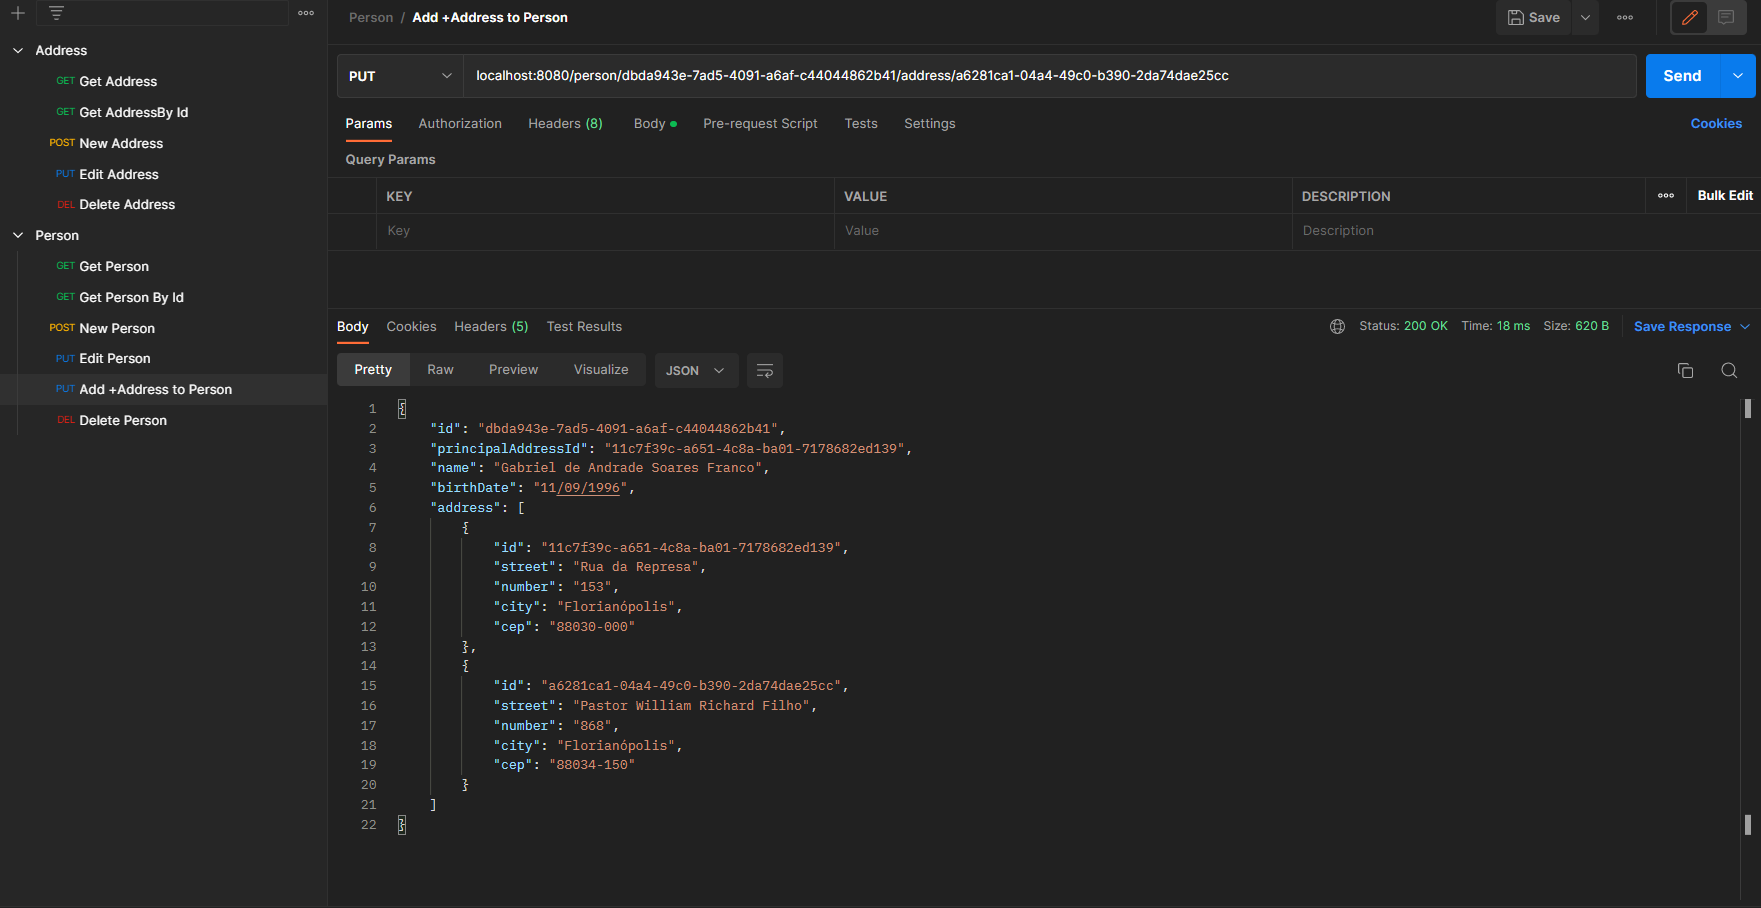 Address
GET Get Address
GET Get AddressBy Id
POST New Address
PUT Edit Address
DEL Delete Address
Person
GET Get Person
GET Get Person By Id
POST New Person
PUT Edit Person
PUT Add +Address to Person
DEL Delete Person
Person / Add +Address to Person
Save
PUT localhost:8080/person/dbda943e-7ad5-4091-a6af-c44044862b41/address/a6281ca1-04a4-49c0-b390-2da74dae25cc Send
Params Authorization Headers (8) Body Pre-request Script Tests Settings Cookies
Query Params
KEY VALUE DESCRIPTION Bulk Edit
Key Value Description
Body Cookies Headers (5) Test Results Status: 200 OK Time: 18 ms Size: 620 B Save Response
Pretty Raw Preview Visualize JSON
1 {
2 "id": "dbda943e-7ad5-4091-a6af-c44044862b41",
3 "principalAddressId": "11c7f39c-a651-4c8a-ba01-7178682ed139",
4 "name": "Gabriel de Andrade Soares Franco",
5 "birthDate": "11/09/1996",
6 "address": [
7 {
8 "id": "11c7f39c-a651-4c8a-ba01-7178682ed139",
9 "street": "Rua da Represa",
10 "number": "153",
11 "city": "Florianópolis",
12 "cep": "88030-000"
13 },
14 {
15 "id": "a6281ca1-04a4-49c0-b390-2da74dae25cc",
16 "street": "Pastor William Richard Filho",
17 "number": "868",
18 "city": "Florianópolis",
19 "cep": "88034-150"
20 }
21 ]
22 }